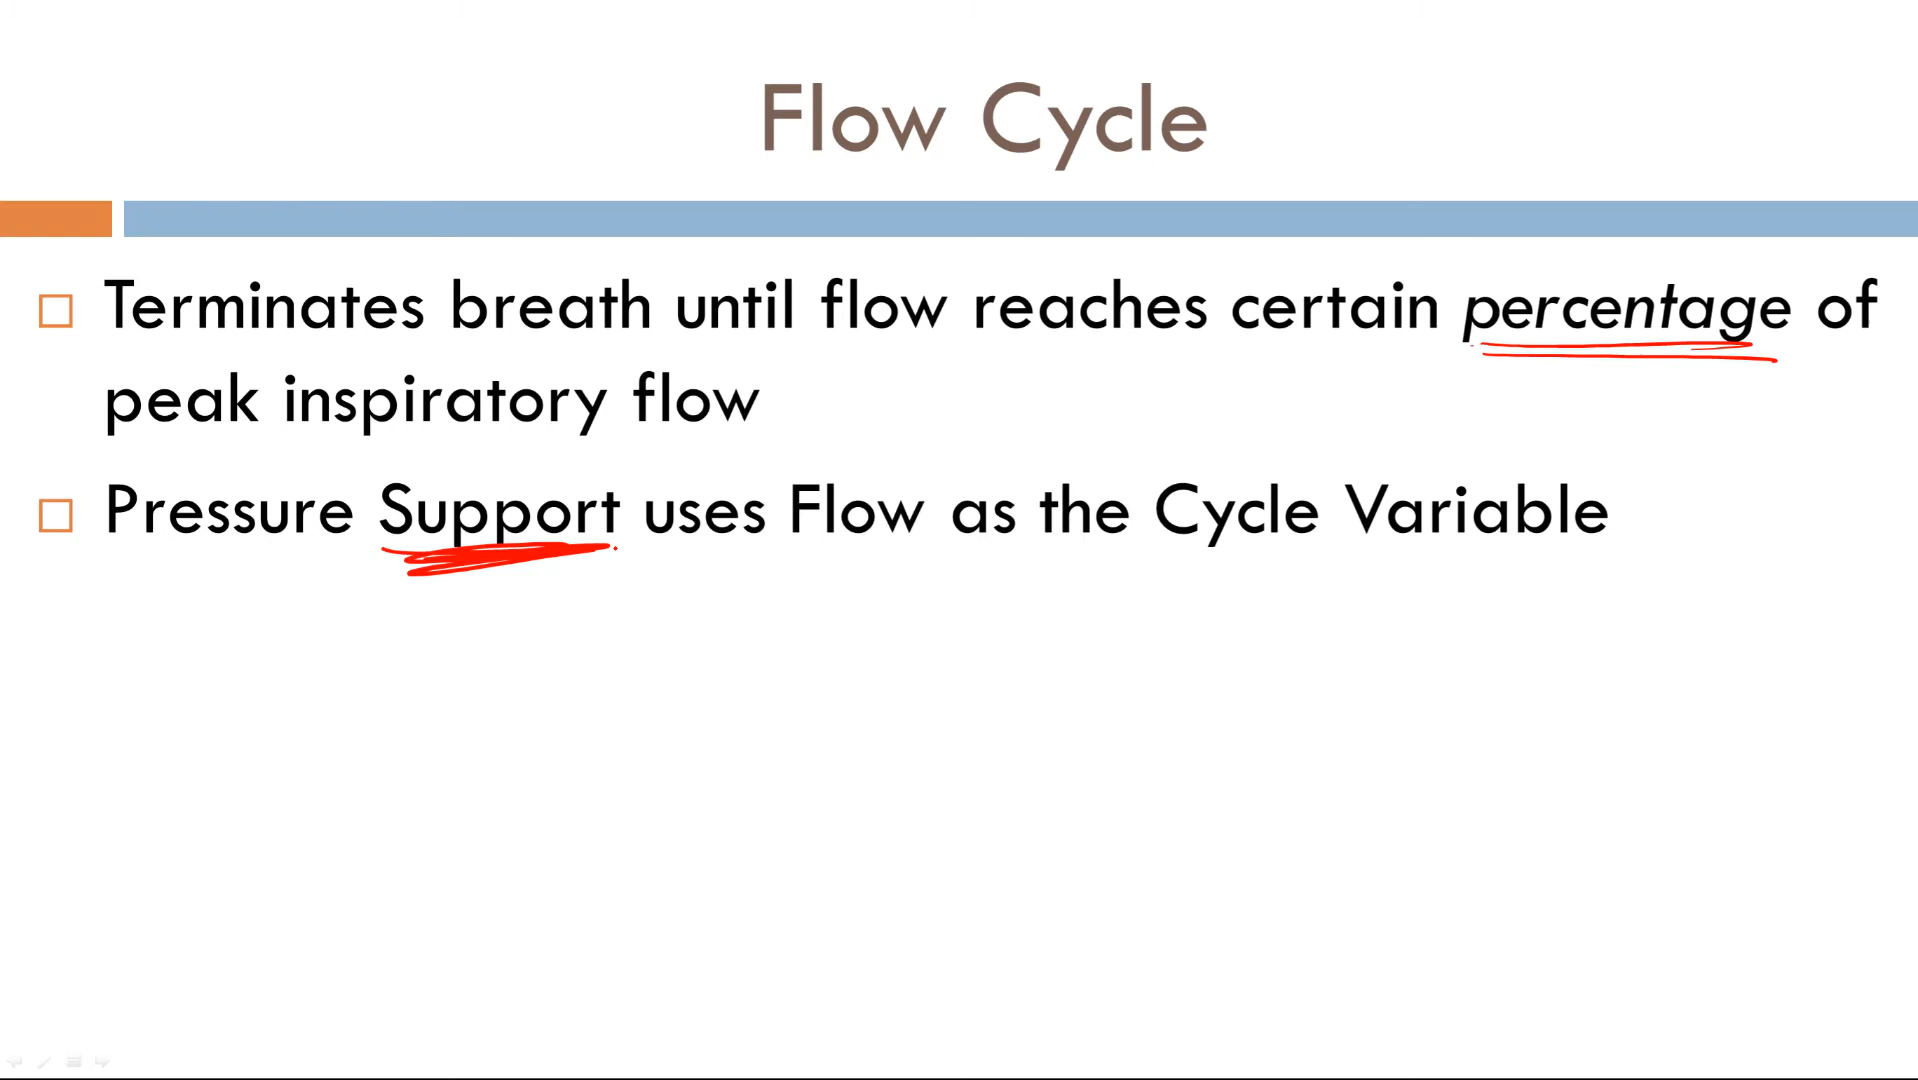 Flow Cycle
Terminates breath until flow reaches certain percentage of
peak inspiratory flow
Pressure Support uses Flow as the Cycle Variable